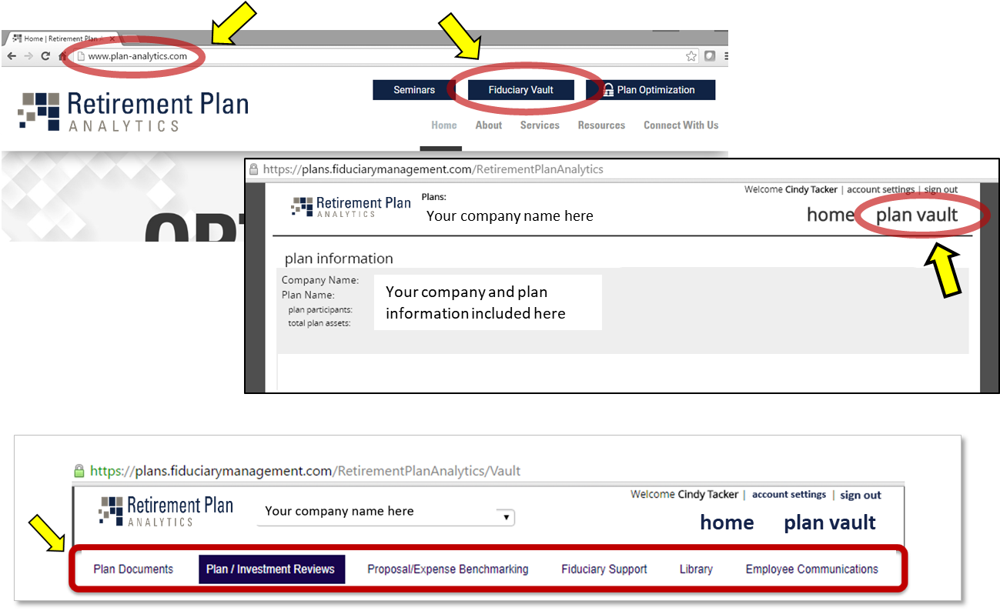 Home | Retirement Plan
www.plan-analytics.com
Seminars
Fiduciary Vault
Plan Optimization
Retirement Plan
ANALYTICS
Home
About
Services
Resources
Connect With Us
https://plans.fiduciarymanagement.com/RetirementPlanAnalytics
Welcome Cindy Tacker | account settings | sign out
Retirement Plan
ANALYTICS
Plans:
Your company name here
home
plan vault
plan information
Company Name:
Plan Name:
plan participants:
total plan assets:
Your company and plan
information included here
https://plans.fiduciarymanagement.com/RetirementPlanAnalytics/Vault
Welcome Cindy Tacker | account settings | sign out
Retirement Plan
ANALYTICS
Your company name here
home
plan vault
Plan Documents
Plan / Investment Reviews
Proposal/Expense Benchmarking
Fiduciary Support
Library
Employee Communications